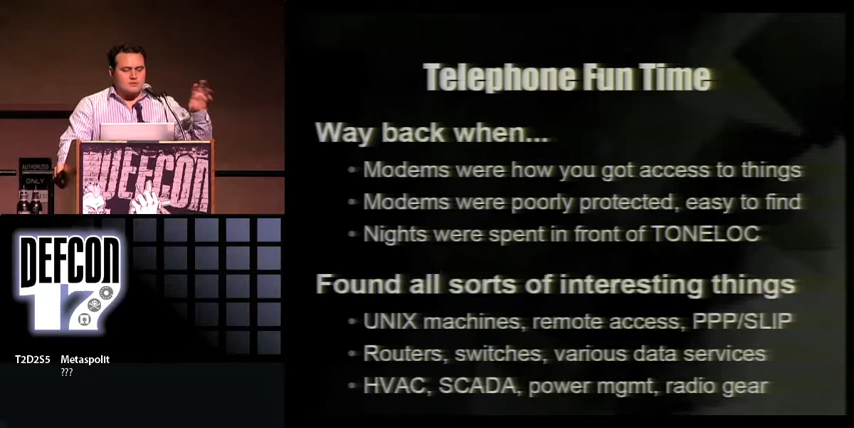 AUTHORIZED
ONLY
DEFCON
DEFCON
17
T2D2S5 Metasploit
???
Telephone Fun Time
Way back when...
• Modems were how you got access to things
• Modems were poorly protected, easy to find
• Nights were spent in front of TONELOC
Found all sorts of interesting things
• UNIX machines, remote access, PPP/SLIP
• Routers, switches, various data services
• HVAC, SCADA, power mgmt, radio gear